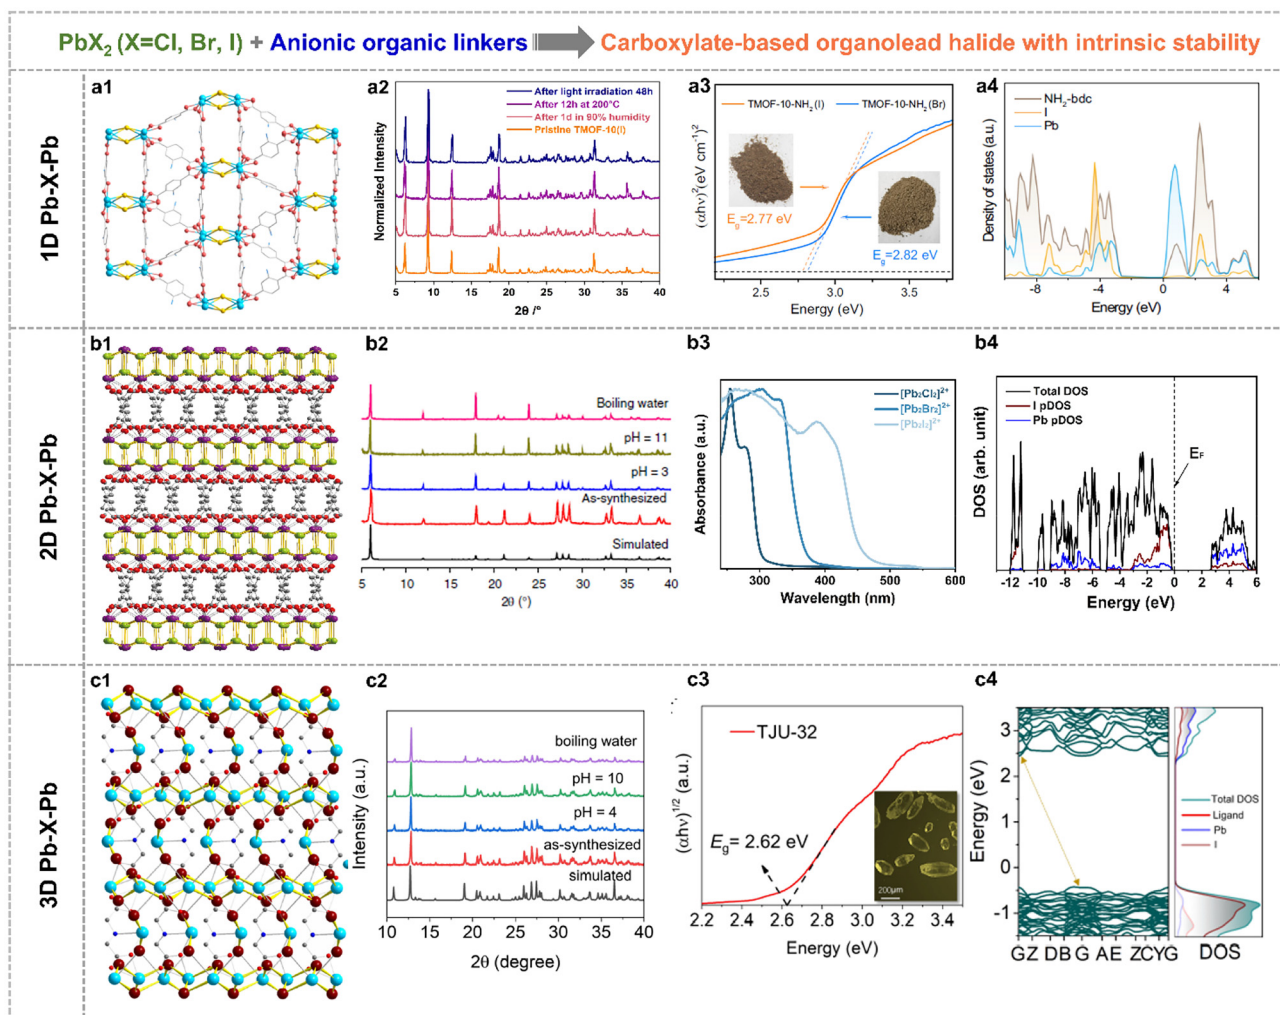 PbX₂ (X=Cl, Br, I) + Anionic organic linkers Carboxylate-based organolead halide with intrinsic stability
1D Pb-X-Pb
a1
a2
After light irradiation 48h
After 12h at 200°C
After 1d in 90% humidity
Pristine TMOF-10(I)
Normalized Intensity
5 10 15 20 25 30 35 40
2θ /°
a3
TMOF-10-NH₂(I) TMOF-10-NH₂(Br)
(αhν)² (eV cm⁻¹)²
Eg=2.77 eV
Eg=2.82 eV
2.5 3.0 3.5
Energy (eV)
a4
NH₂-bdc
I
Pb
Density of states (a.u.)
-8 -4 0 4
Energy (eV)
2D Pb-X-Pb
b1
b2
Boiling water
pH = 11
pH = 3
As-synthesized
Simulated
5 10 15 20 25 30 35 40
2θ (°)
b3
[Pb₂Cl₂]²⁺
[Pb₂Br₂]²⁺
[Pb₂I₂]²⁺
Absorbance (a.u.)
300 400 500 600
Wavelength (nm)
b4
Total DOS
I pDOS
Pb pDOS
EF
DOS (arb. unit)
-12 -10 -8 -6 -4 -2 0 2 4 6
Energy (eV)
3D Pb-X-Pb
c1
c2
boiling water
pH = 10
pH = 4
as-synthesized
simulated
Intensity (a.u.)
10 15 20 25 30 35 40
2θ (degree)
c3
TJU-32
(αhν)¹/² (a.u.)
Eg= 2.62 eV
200μm
2.2 2.4 2.6 2.8 3.0 3.2 3.4
Energy (eV)
c4
Energy (eV)
3
2
1
0
-1
Total DOS
Ligand
Pb
I
GZ DB G AE ZCYG
DOS